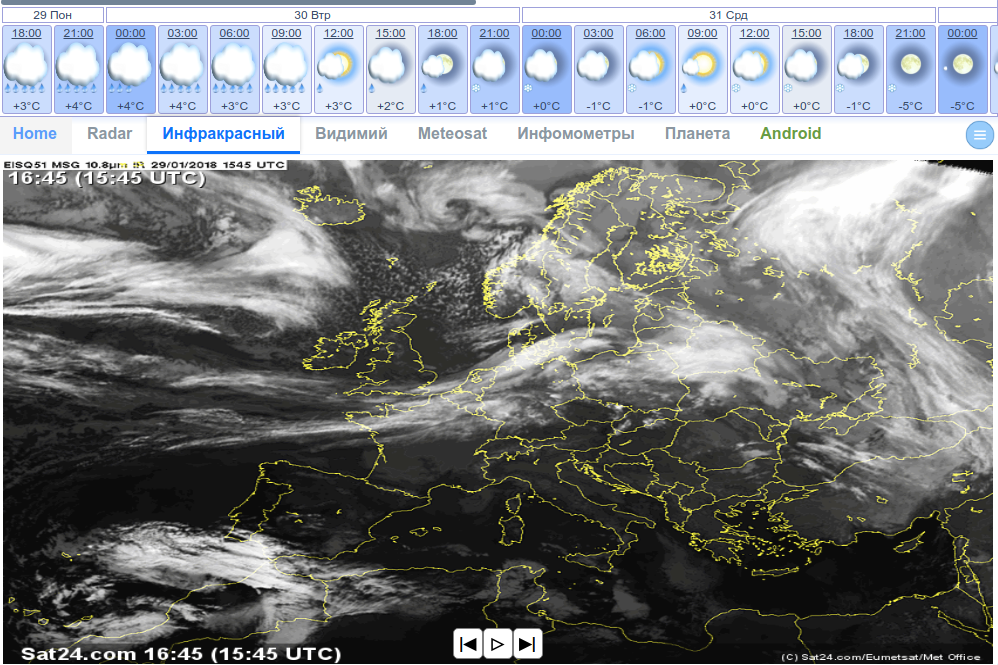 29 Пон 30 Втр 31 Срд
18:00 21:00 00:00 03:00 06:00 09:00 12:00 15:00 18:00 21:00 00:00 03:00 06:00 09:00 12:00 15:00 18:00 21:00 00:00
+3°C +4°C +4°C +4°C +3°C +3°C +3°C +2°C +1°C +1°C +0°C -1°C -1°C +0°C +0°C +0°C -1°C -5°C -5°C
Home Radar Инфракрасный Видимий Meteosat Инфомометры Планета Android
EISQ51 MSG 10.8µm 29/01/2018 1545 UTC
16:45 (15:45 UTC)
Sat24.com 16:45 (15:45 UTC)
(C) Sat24.com/Eumetsat/Met Office